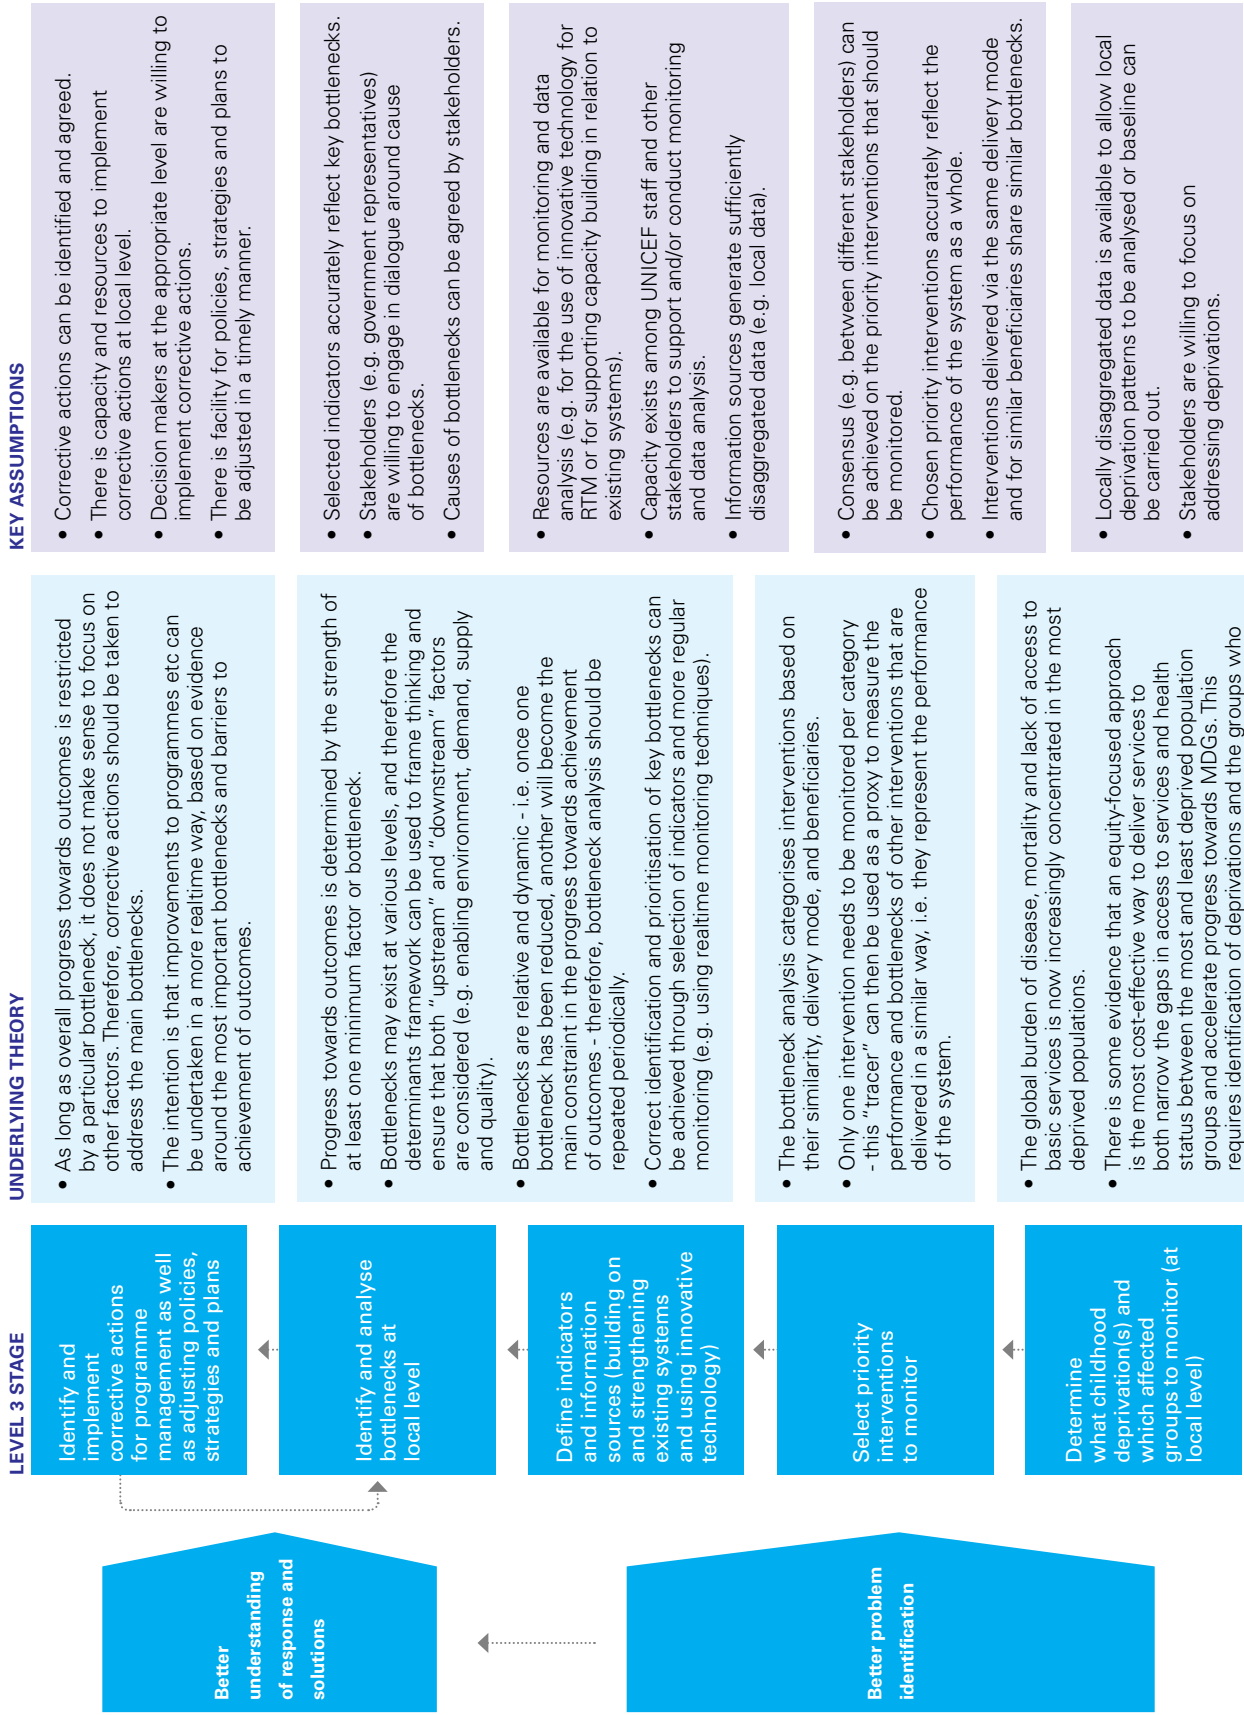 LEVEL 3 STAGE
UNDERLYING THEORY
KEY ASSUMPTIONS
Better
understanding
of response and
solutions
Identify and
implement
corrective actions
for programme
management as well
as adjusting policies,
strategies and plans
• As long as overall progress towards outcomes is restricted
by a particular bottleneck, it does not make sense to focus on
other factors. Therefore, corrective actions should be taken to
address the main bottlenecks.
• The intention is that improvements to programmes etc can
be undertaken in a more realtime way, based on evidence
around the most important bottlenecks and barriers to
achievement of outcomes.
• Corrective actions can be identified and agreed.
• There is capacity and resources to implement
corrective actions at local level.
• Decision makers at the appropriate level are willing to
implement corrective actions.
• There is facility for policies, strategies and plans to
be adjusted in a timely manner.
Identify and analyse
bottlenecks at
local level
• Progress towards outcomes is determined by the strength of
at least one minimum factor or bottleneck.
• Bottlenecks may exist at various levels, and therefore the
determinants framework can be used to frame thinking and
ensure that both "upstream" and "downstream" factors
are considered (e.g. enabling environment, demand, supply
and quality).
• Bottlenecks are relative and dynamic - i.e. once one
bottleneck has been reduced, another will become the
main constraint in the progress towards achievement
of outcomes - therefore, bottleneck analysis should be
repeated periodically.
• Correct identification and prioritisation of key bottlenecks can
be achieved through selection of indicators and more regular
monitoring (e.g. using realtime monitoring techniques).
• Selected indicators accurately reflect key bottlenecks.
• Stakeholders (e.g. government representatives)
are willing to engage in dialogue around cause
of bottlenecks.
• Causes of bottlenecks can be agreed by stakeholders.
Better problem
identification
Define indicators
and information
sources (building on
and strengthening
existing systems
and using innovative
technology)
• Resources are available for monitoring and data
analysis (e.g. for the use of innovative technology for
RTM or for supporting capacity building in relation to
existing systems).
• Capacity exists among UNICEF staff and other
stakeholders to support and/or conduct monitoring
and data analysis.
• Information sources generate sufficiently
disaggregated data (e.g. local data).
Select priority
interventions
to monitor
• The bottleneck analysis categorises interventions based on
their similarity, delivery mode, and beneficiaries.
• Only one intervention needs to be monitored per category
- this "tracer" can then be used as a proxy to measure the
performance and bottlenecks of other interventions that are
delivered in a similar way, i.e. they represent the performance
of the system.
• Consensus (e.g. between different stakeholders) can
be achieved on the priority interventions that should
be monitored.
• Chosen priority interventions accurately reflect the
performance of the system as a whole.
• Interventions delivered via the same delivery mode
and for similar beneficiaries share similar bottlenecks.
Determine
what childhood
deprivation(s) and
which affected
groups to monitor (at
local level)
• The global burden of disease, mortality and lack of access to
basic services is now increasingly concentrated in the most
deprived populations.
• There is some evidence that an equity-focused approach
is the most cost-effective way to deliver services to
both narrow the gaps in access to services and health
status between the most and least deprived population
groups and accelerate progress towards MDGs. This
requires identification of deprivations and the groups who
• Locally disaggregated data is available to allow local
deprivation patterns to be analysed or baseline can
be carried out.
• Stakeholders are willing to focus on
addressing deprivations.